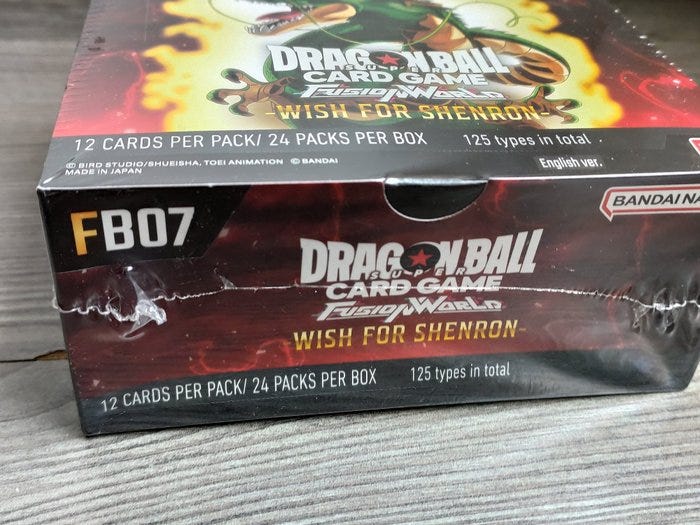 DRAGON BALL
SUPER
CARD GAME
FUSION WORLD
-WISH FOR SHENRON-
12 CARDS PER PACK/ 24 PACKS PER BOX 125 types in total
© BIRD STUDIO/SHUEISHA, TOEI ANIMATION © BANDAI
MADE IN JAPAN
English ver.
FB07
BANDAI NA
DRAGON BALL
SUPER
CARD GAME
FUSION WORLD
WISH FOR SHENRON-
12 CARDS PER PACK/ 24 PACKS PER BOX 125 types in total